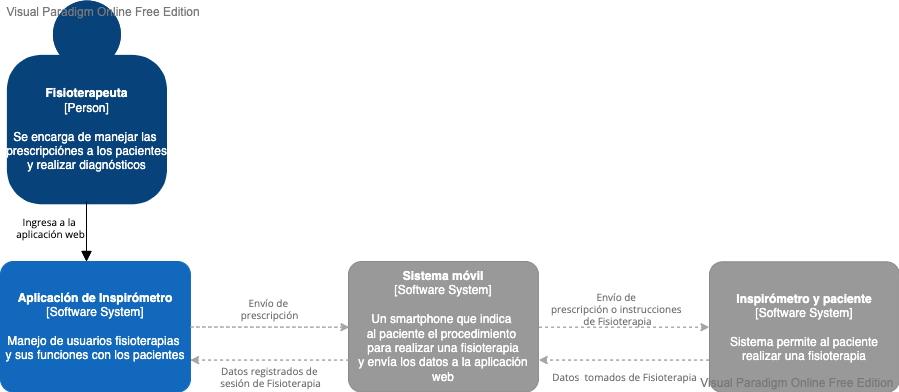 Visual Paradigm Online Free Edition
Fisioterapeuta
[Person]
Se encarga de manejar las
prescripciónes a los pacientes
y realizar diagnósticos
Ingresa a la
aplicación web
Aplicación de Inspirómetro
[Software System]
Manejo de usuarios fisioterapias
y sus funciones con los pacientes
Envío de
prescripción
Datos registrados de
sesión de Fisioterapia
Sistema móvil
[Software System]
Un smartphone que indica
al paciente el procedimiento
para realizar una fisioterapia
y envía los datos a la aplicación
web
Envío de
prescripción o instrucciones
de Fisioterapia
Datos tomados de Fisioterapia
Inspirómetro y paciente
[Software System]
Sistema permite al paciente
realizar una fisioterapia
Visual Paradigm Online Free Edition